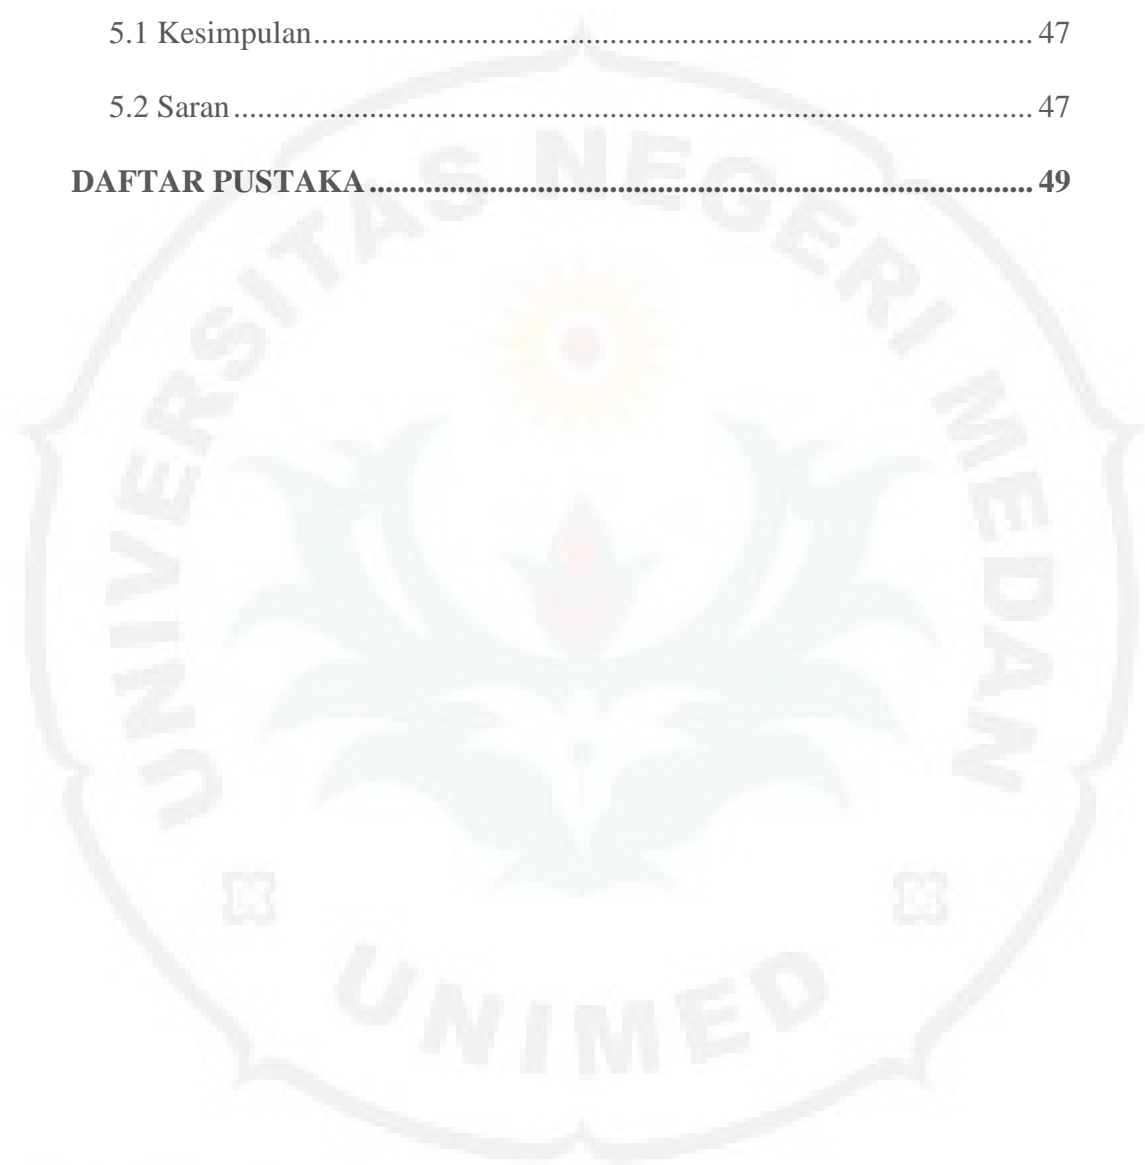 5.1 Kesimpulan.......................................................................................... 47
5.2 Saran.................................................................................................... 47
DAFTAR PUSTAKA................................................................................... 49
UNIVERSITAS NEGERI MEDAN
UNIMED